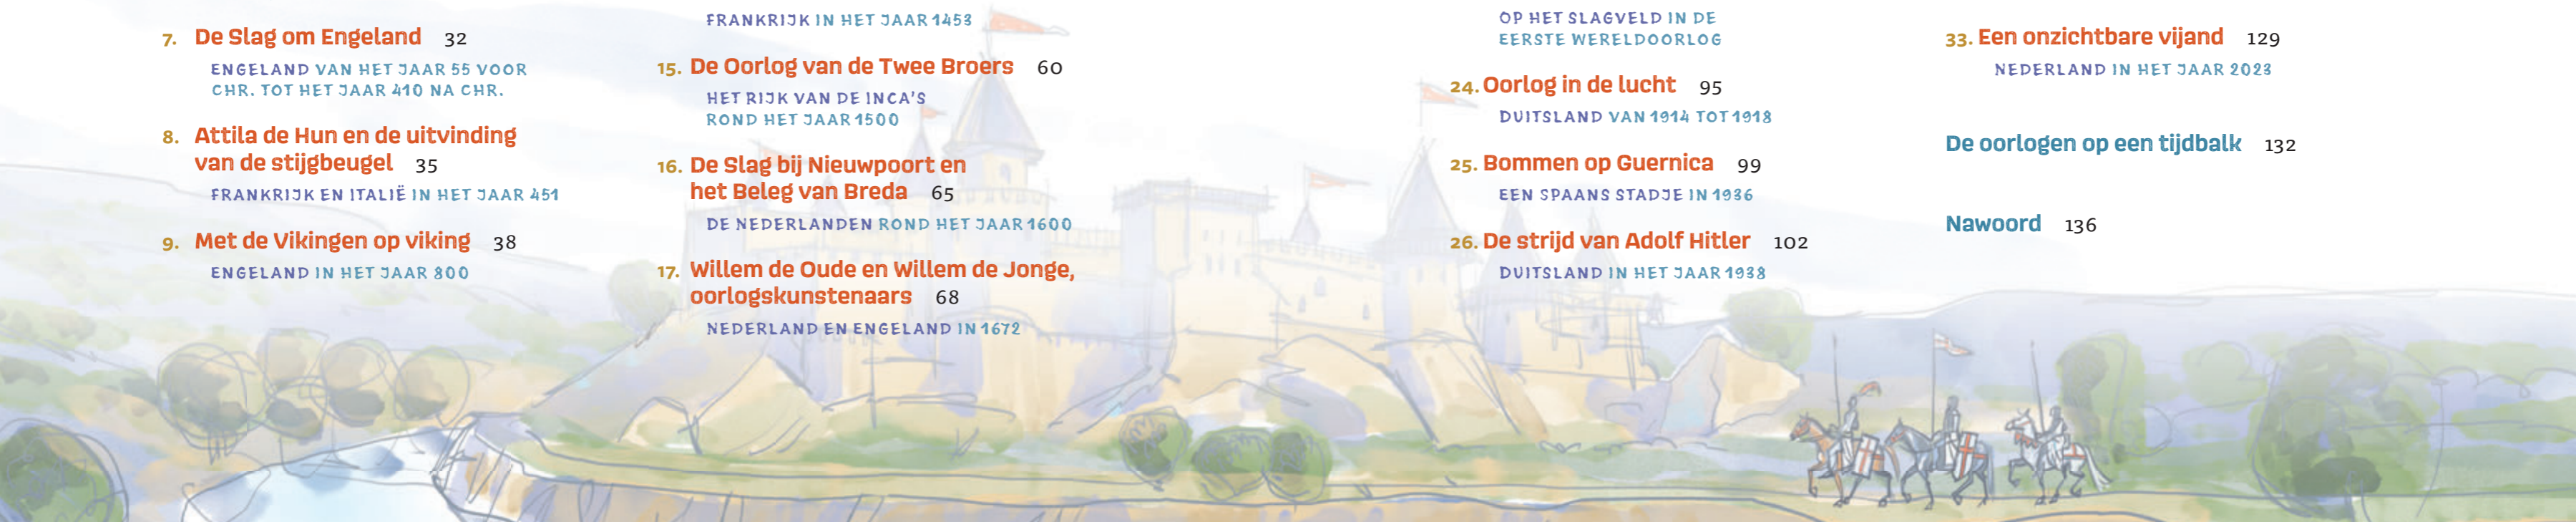 7. De Slag om Engeland 32
ENGELAND VAN HET JAAR 55 VOOR
CHR. TOT HET JAAR 410 NA CHR.
8. Attila de Hun en de uitvinding
van de stijgbeugel 35
FRANKRIJK EN ITALIË IN HET JAAR 451
9. Met de Vikingen op viking 38
ENGELAND IN HET JAAR 800
FRANKRIJK IN HET JAAR 1453
15. De Oorlog van de Twee Broers 60
HET RIJK VAN DE INCA'S
ROND HET JAAR 1500
16. De Slag bij Nieuwpoort en
het Beleg van Breda 65
DE NEDERLANDEN ROND HET JAAR 1600
17. Willem de Oude en Willem de Jonge,
oorlogskunstenaars 68
NEDERLAND EN ENGELAND IN 1672
OP HET SLAGVELD IN DE
EERSTE WERELDOORLOG
24. Oorlog in de lucht 95
DUITSLAND VAN 1914 TOT 1918
25. Bommen op Guernica 99
EEN SPAANS STADJE IN 1936
26. De strijd van Adolf Hitler 102
DUITSLAND IN HET JAAR 1938
33. Een onzichtbare vijand 129
NEDERLAND IN HET JAAR 2023
De oorlogen op een tijdbalk 132
Nawoord 136